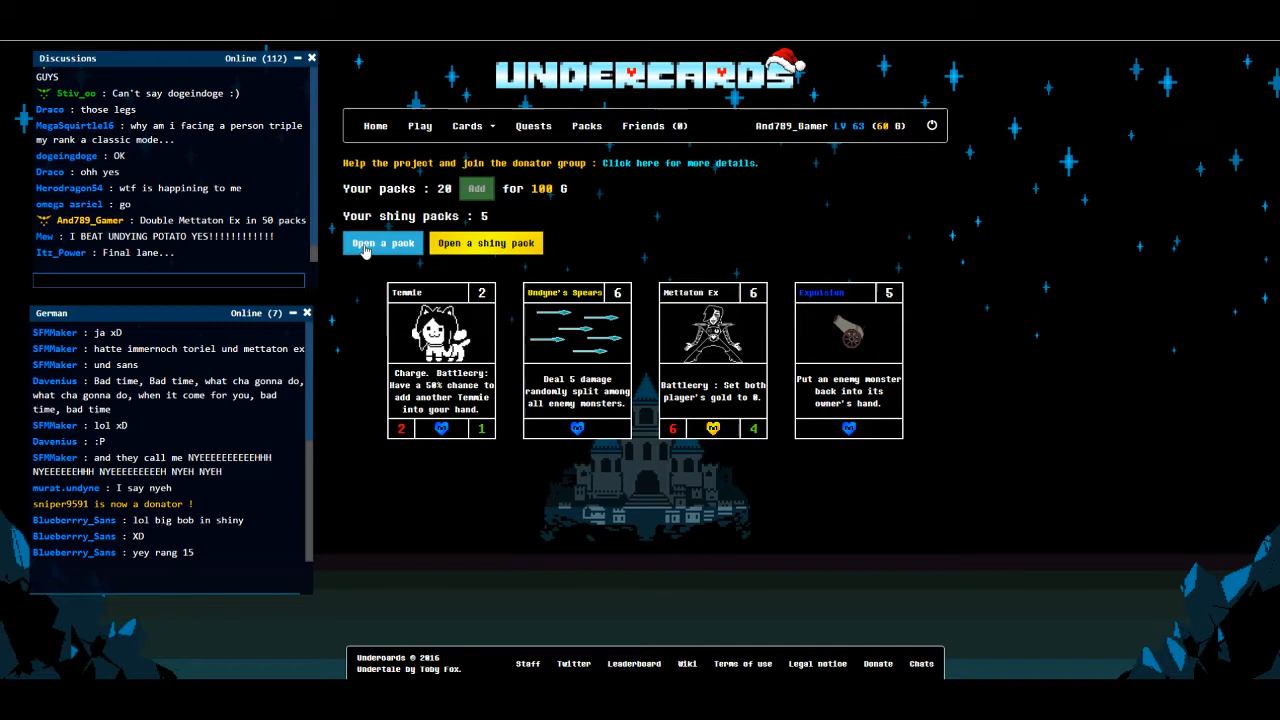 Discussions Online (112)
GUYS
Stiv_oo : Can't say dogeindoge :)
Draco : those legs
MegaSquirtle16 : why am i facing a person triple
my rank a classic mode...
dogeingdoge : OK
Draco : ohh yes
Herodragon54 : wtf is happining to me
omega asriel : go
And789_Gamer : Double Mettaton Ex in 50 packs
Mew : I BEAT UNDYING POTATO YES!!!!!!!!!!!!
Itz_Power : Final lane...
German Online (7)
SFMMaker : ja xD
SFMMaker : hatte immernoch toriel und mettaton ex
SFMMaker : und sans
Davenius : Bad time, Bad time, what cha gonna do,
what cha gonna do, when it come for you, bad
time, bad time
SFMMaker : lol xD
Davenius : :P
SFMMaker : and they call me NYEEEEEEEEEEHHH
NYEEEEEEHHH NYEEEEEEEEEH NYEH NYEH
murat.undyne : I say nyeh
sniper9591 is now a donator !
Blueberrry_Sans : lol big bob in shiny
Blueberrry_Sans : XD
Blueberrry_Sans : yey rang 15
UNDERCARDS
Home Play Cards Quests Packs Friends (0) And789_Gamer LV 63 (60 G)
Help the project and join the donator group : Click here for more details.
Your packs : 20 Add for 100 G
Your shiny packs : 5
Open a pack Open a shiny pack
Temmie 2
Charge. Battlecry:
Have a 50% chance to
add another Temmie
into your hand.
2 1
Undyne's Spears 6
Deal 5 damage
randomly split among
all enemy monsters.
Mettaton Ex 6
Battlecry : Set both
player's gold to 0.
6 4
Expulsion 5
Put an enemy monster
back into its
owner's hand.
Undercards © 2016
Undertale by Toby Fox.
Staff Twitter Leaderboard Wiki Terms of use Legal notice Donate Chats